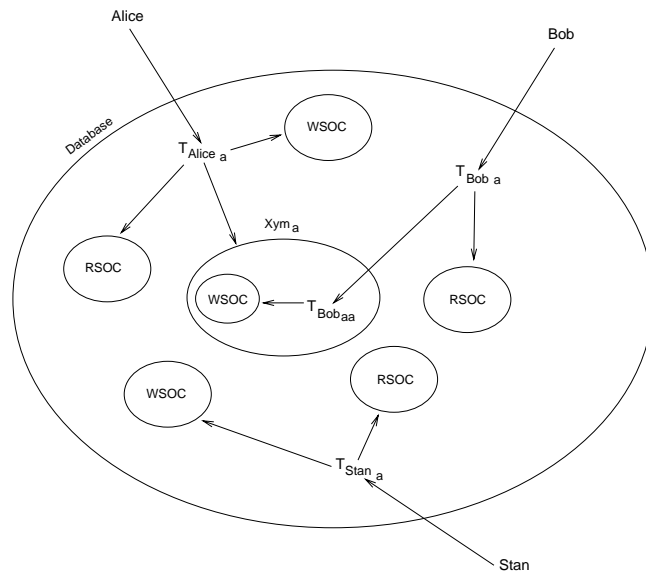 Alice
Bob
Database
WSOC
T Alice a
T Bob a
Xym a
RSOC
WSOC
T Bob aa
RSOC
RSOC
WSOC
T Stan a
Stan